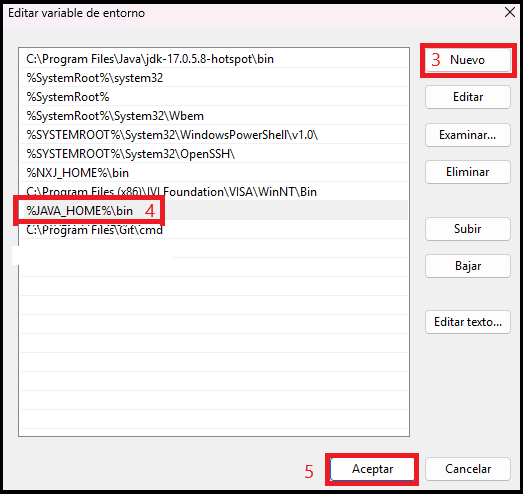 Editar variable de entorno
C:\Program Files\Java\jdk-17.0.5.8-hotspot\bin
%SystemRoot%\system32
%SystemRoot%
%SystemRoot%\System32\Wbem
%SYSTEMROOT%\System32\WindowsPowerShell\v1.0\
%SYSTEMROOT%\System32\OpenSSH\
%NXJ_HOME%\bin
C:\Program Files (x86)\IVI Foundation\VISA\WinNT\Bin
%JAVA_HOME%\bin 4
C:\Program Files\Git\cmd
3 Nuevo
Editar
Examinar...
Eliminar
Subir
Bajar
Editar texto...
5 Aceptar
Cancelar